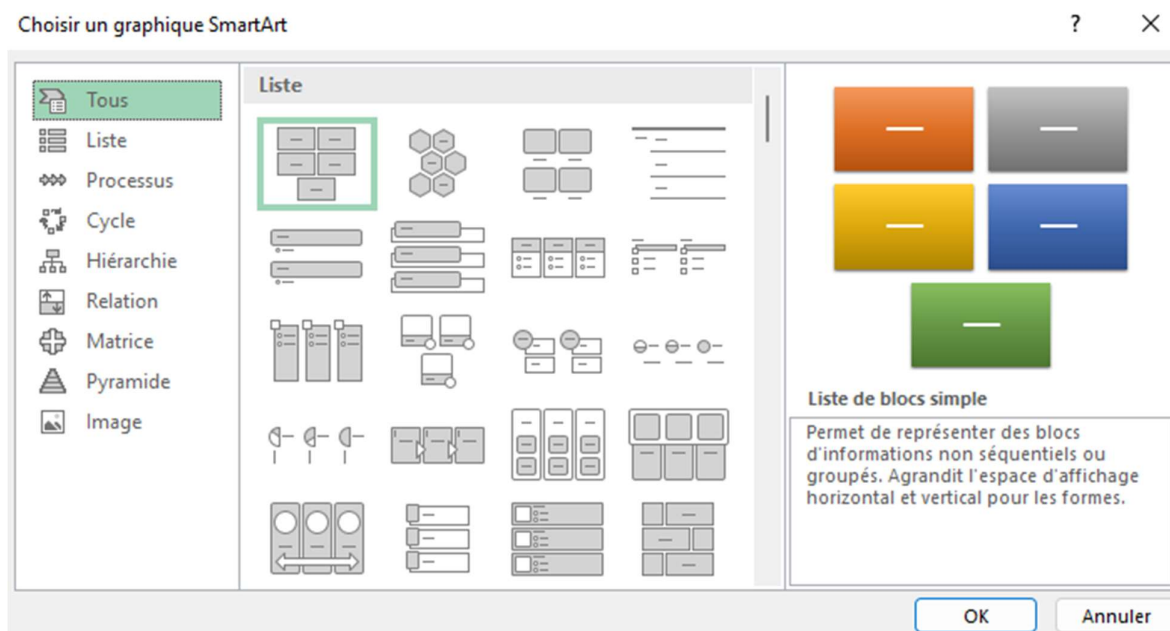 Choisir un graphique SmartArt
?
Tous
Liste
Processus
Cycle
Hiérarchie
Relation
Matrice
Pyramide
Image
Liste
Liste de blocs simple
Permet de représenter des blocs
d'informations non séquentiels ou
groupés. Agrandit l'espace d'affichage
horizontal et vertical pour les formes.
OK
Annuler